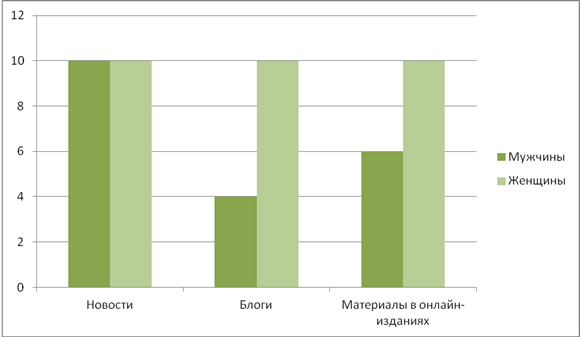 12
10
8
6
4
2
0
Новости
Блоги
Материалы в онлайн-
изданиях
Мужчины
Женщины